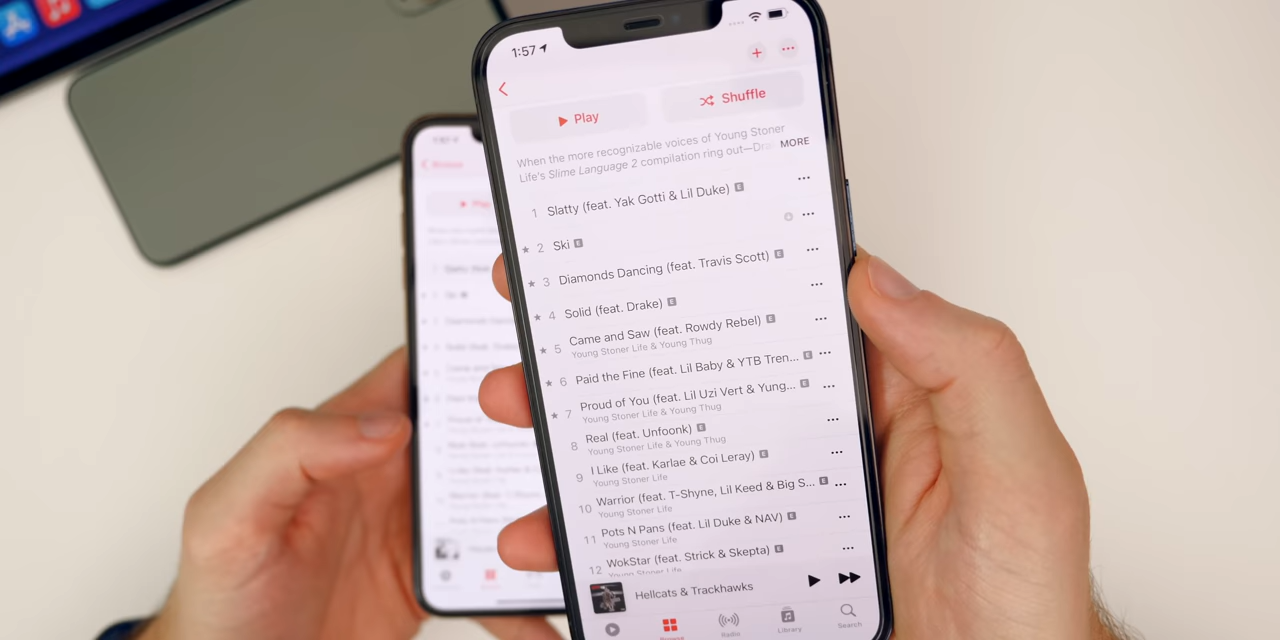 1:57
Play
Shuffle
When the more recognizable voices of Young Stoner
Life's Slime Language 2 compilation ring out—Dra
MORE
1 Slatty (feat. Yak Gotti & Lil Duke) E
★ 2 Ski E
★ 3 Diamonds Dancing (feat. Travis Scott) E
★ 4 Solid (feat. Drake) E
★ 5 Came and Saw (feat. Rowdy Rebel) E
Young Stoner Life & Young Thug
★ 6 Paid the Fine (feat. Lil Baby & YTB Tren... E
★ 7 Proud of You (feat. Lil Uzi Vert & Yung... E
Young Stoner Life & Young Thug
8 Real (feat. Unfoonk) E
Young Stoner Life & Young Thug
9 I Like (feat. Karlae & Coi Leray) E
Young Stoner Life
10 Warrior (feat. T-Shyne, Lil Keed & Big S... E
Young Stoner Life
11 Pots N Pans (feat. Lil Duke & NAV) E
Young Stoner Life
12 WokStar (feat. Strick & Skepta) E
Young Stoner Life
Hellcats & Trackhawks
Browse
Radio
Library
Search